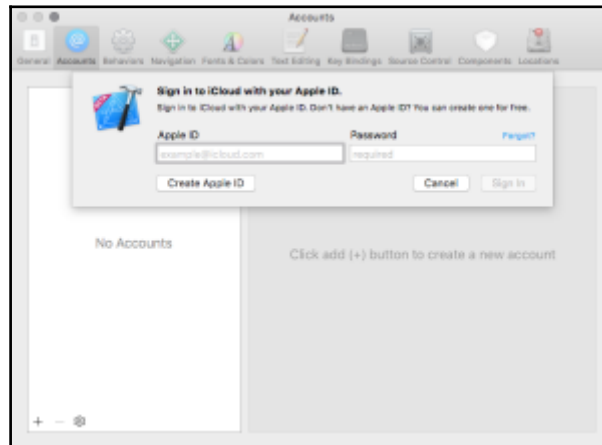 Accounts
General Accounts Behaviors Navigation Fonts & Colors Text Editing Key Bindings Source Control Components Locations
Sign in to iCloud with your Apple ID.
Sign in to iCloud with your Apple ID. Don't have an Apple ID? You can create one for free.
Apple ID Password Forgot?
example@icloud.com required
Create Apple ID Cancel Sign In
No Accounts
Click add (+) button to create a new account